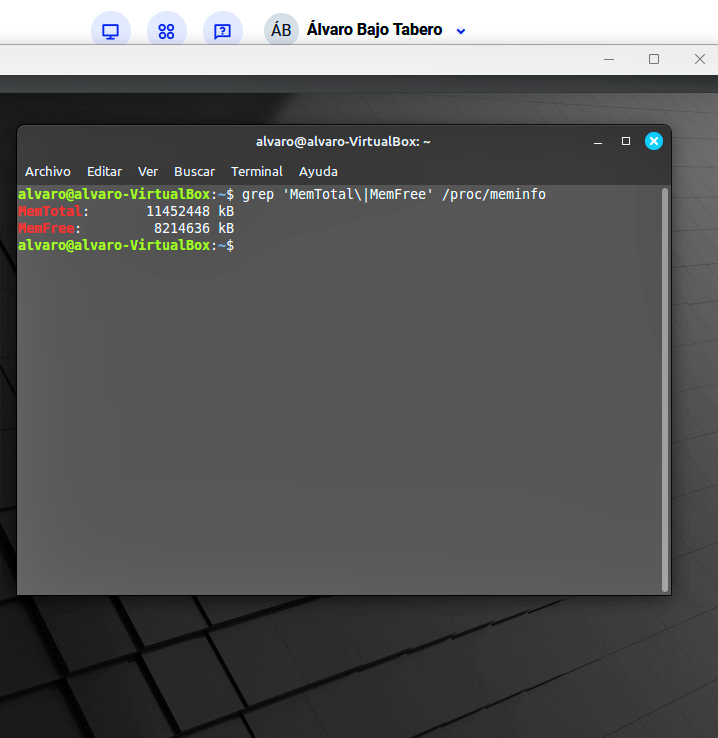 ÁB Álvaro Bajo Tabero
alvaro@alvaro-VirtualBox: ~
Archivo Editar Ver Buscar Terminal Ayuda
alvaro@alvaro-VirtualBox:~$ grep 'MemTotal\|MemFree' /proc/meminfo
MemTotal:       11452448 kB
MemFree:         8214636 kB
alvaro@alvaro-VirtualBox:~$